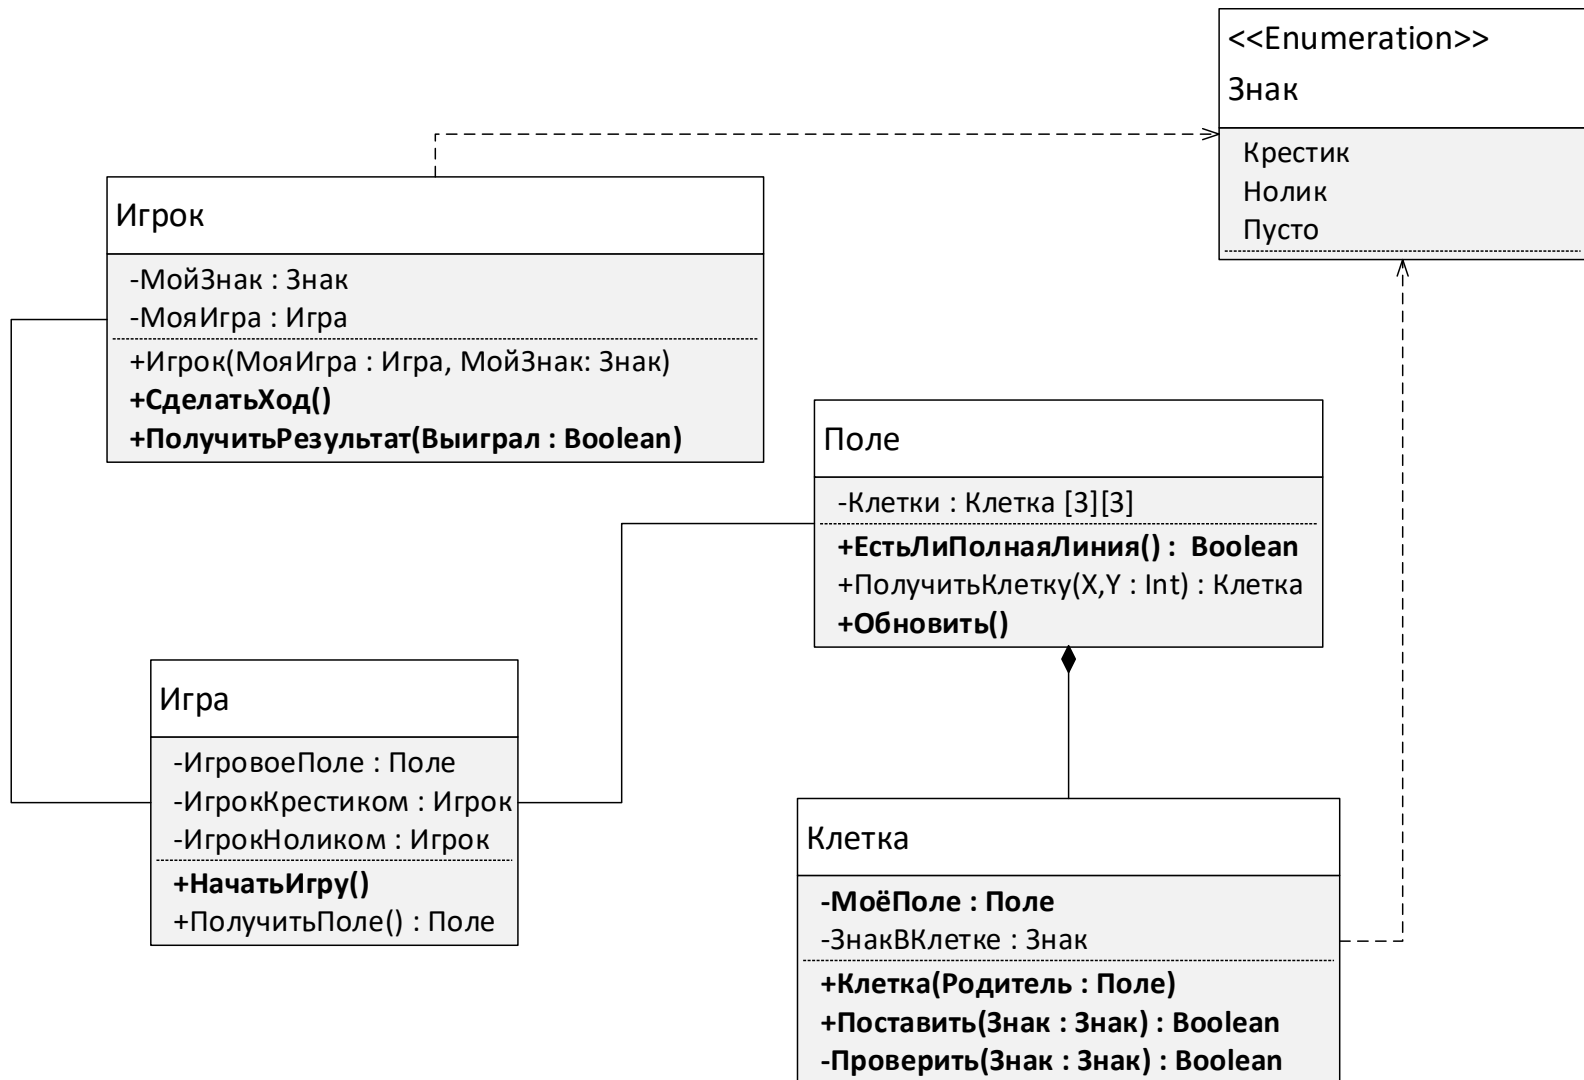 <<Enumeration>>
Знак
Крестик
Нолик
Пусто
Игрок
-МойЗнак : Знак
-МояИгра : Игра
+Игрок(МояИгра : Игра, МойЗнак: Знак)
+СделатьХод()
+ПолучитьРезультат(Выиграл : Boolean)
Поле
-Клетки : Клетка [3][3]
+ЕстьЛиПолнаяЛиния() : Boolean
+ПолучитьКлетку(X,Y : Int) : Клетка
+Обновить()
Игра
-ИгровоеПоле : Поле
-ИгрокКрестиком : Игрок
-ИгрокНоликом : Игрок
+НачатьИгру()
+ПолучитьПоле() : Поле
Клетка
-МоёПоле : Поле
-ЗнакВКлетке : Знак
+Клетка(Родитель : Поле)
+Поставить(Знак : Знак) : Boolean
-Проверить(Знак : Знак) : Boolean